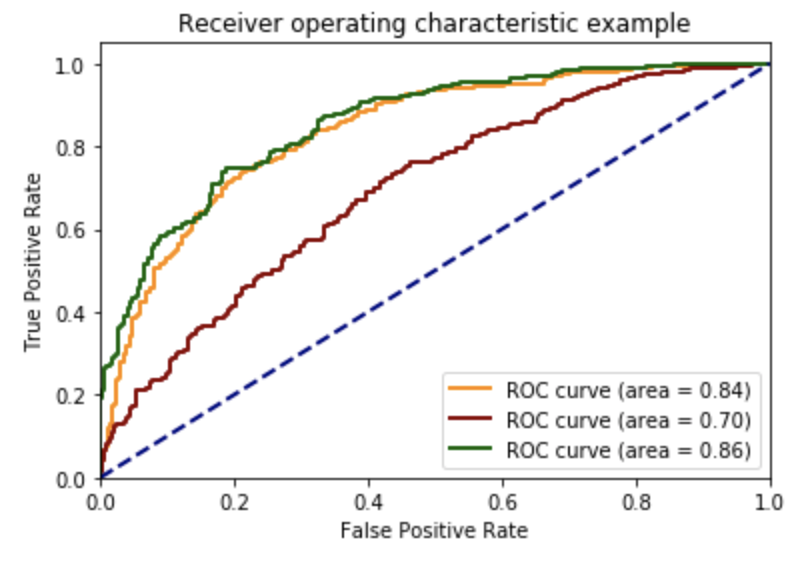 Receiver operating characteristic example
True Positive Rate
1.0
0.8
0.6
0.4
0.2
0.0
ROC curve (area = 0.84)
ROC curve (area = 0.70)
ROC curve (area = 0.86)
0.0 0.2 0.4 0.6 0.8 1.0
False Positive Rate